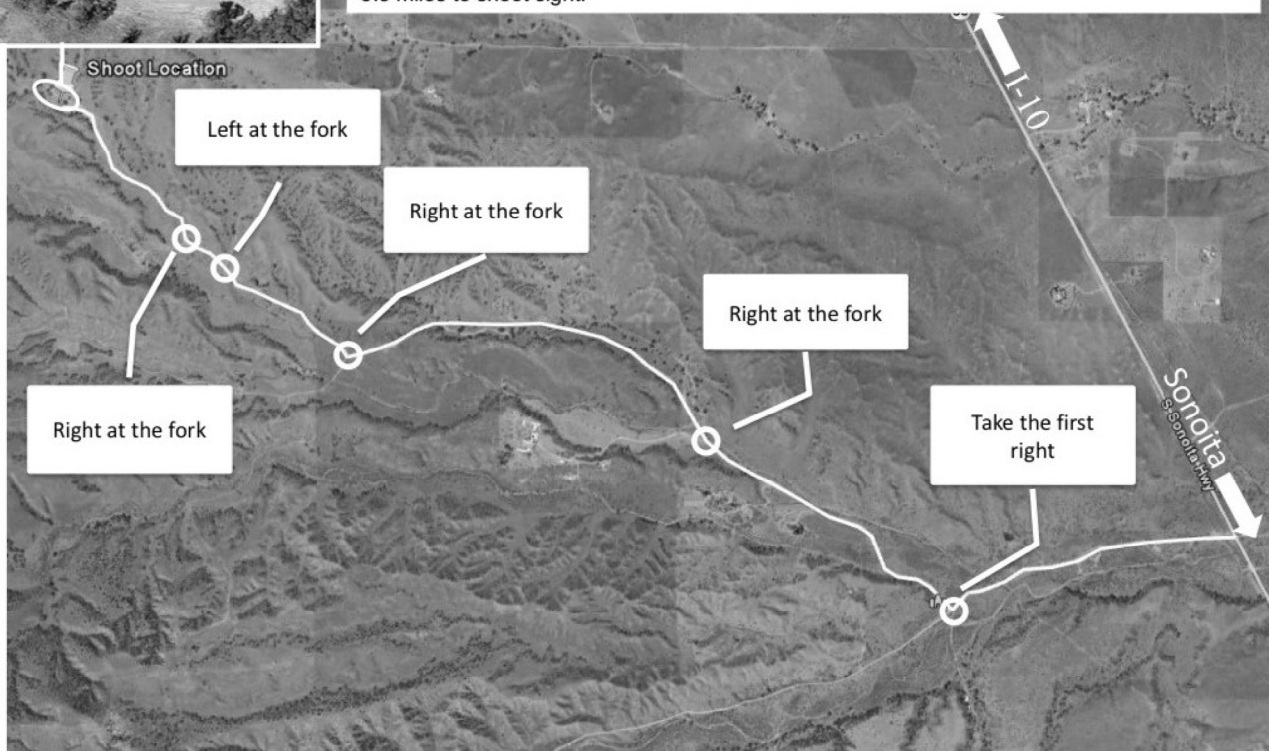 Shoot Location
I-10
Left at the fork
Right at the fork
Right at the fork
Right at the fork
Take the first
right
Sonoita
S Sonoita Hwy